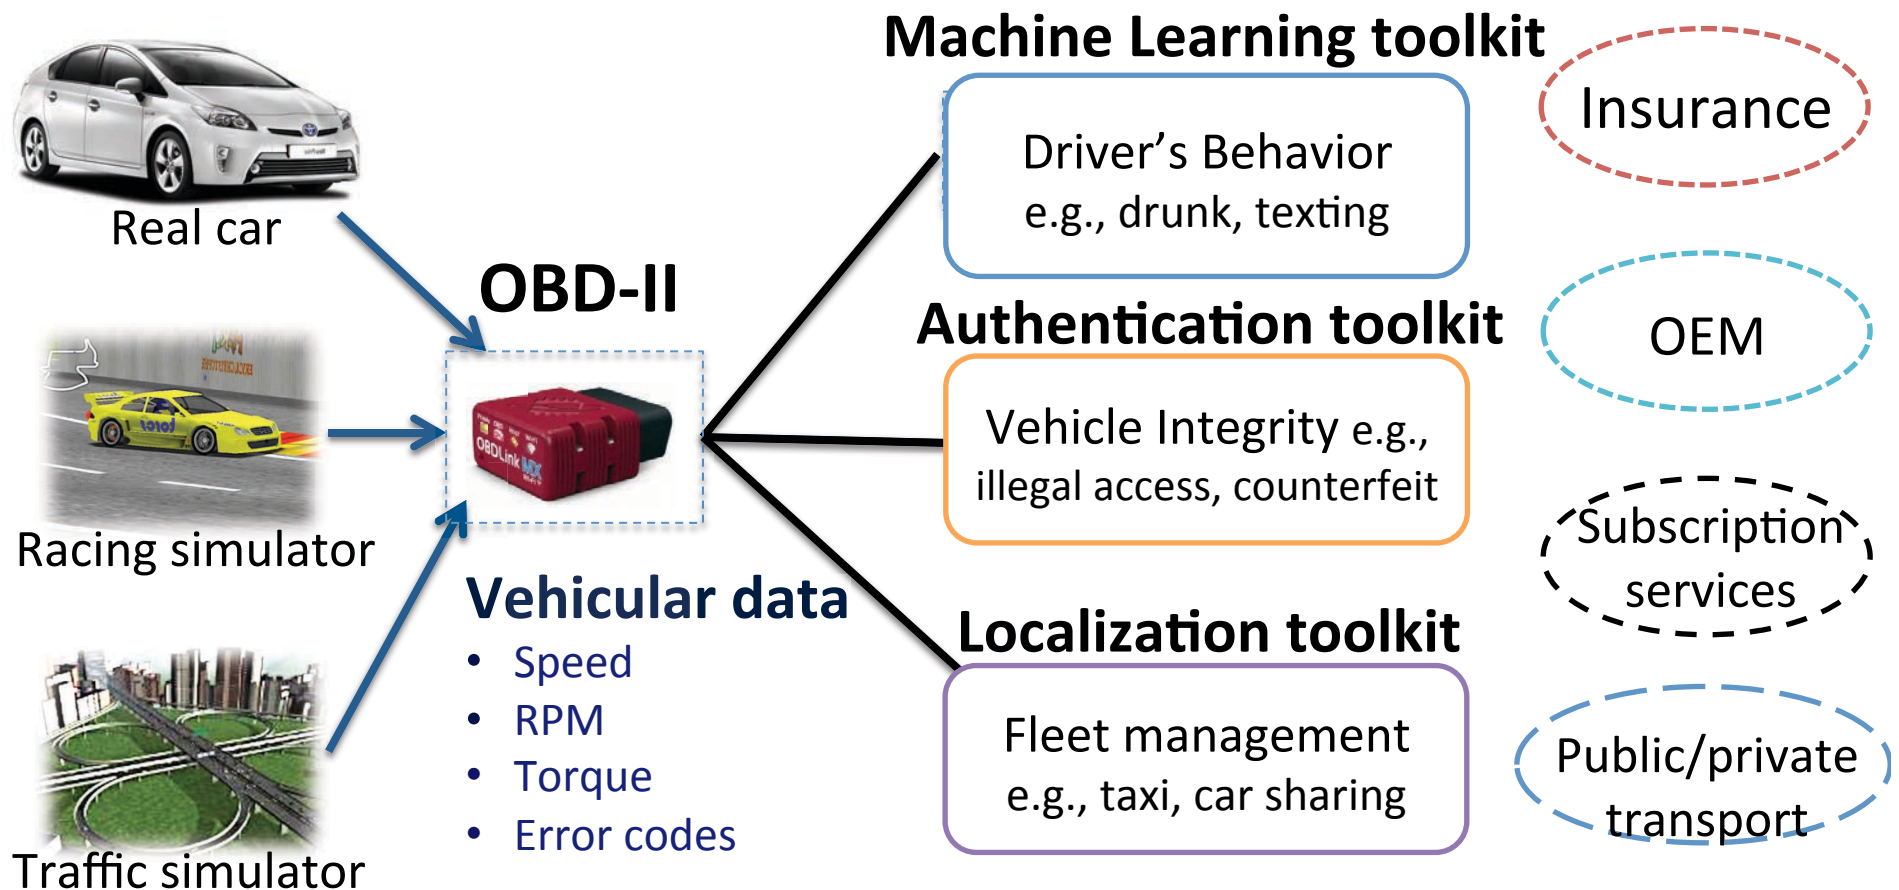 Machine Learning toolkit
Driver's Behavior
e.g., drunk, texting
Insurance
Real car
OBD-II
Authentication toolkit
Vehicle Integrity e.g.,
illegal access, counterfeit
OEM
OBDLink MX
Racing simulator
Vehicular data
• Speed
• RPM
• Torque
• Error codes
Localization toolkit
Fleet management
e.g., taxi, car sharing
Subscription
services
Public/private
transport
Traffic simulator